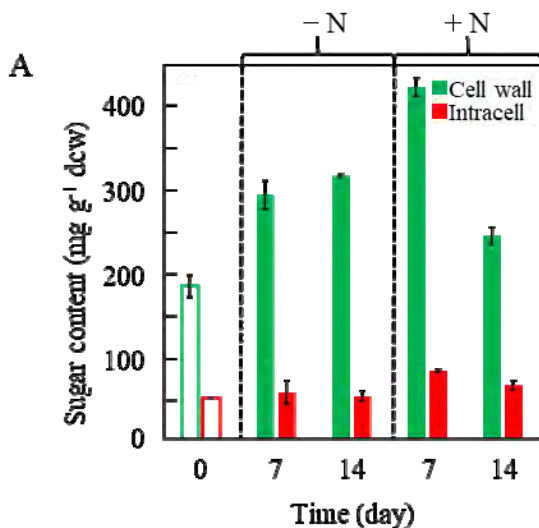 − N
+ N
A
Cell wall
Intracell
400
300
200
100
0
Sugar content (mg g⁻¹ dcw)
0
7
14
7
14
Time (day)